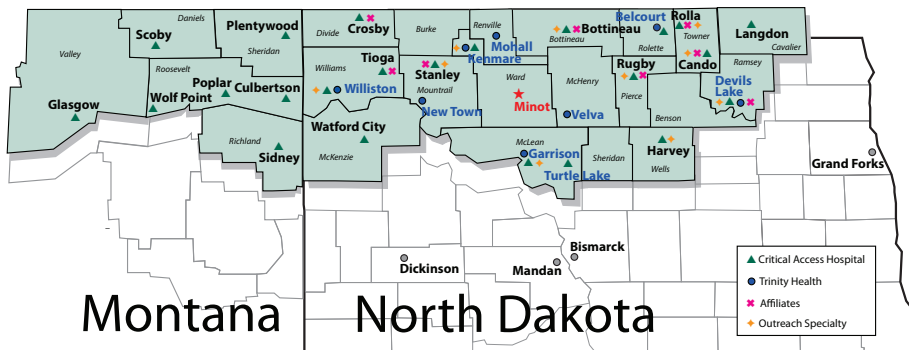 Daniels
Scoby
Plentywood
Valley
Sheridan
Roosevelt
Poplar
Culbertson
Wolf Point
Glasgow
Richland
Sidney
Divide
Crosby
Burke
Renville
Mohall
Kenmare
Bottineau
Bottineau
Belcourt
Rolette
Rolla
Towner
Cando
Langdon
Cavalier
Williams
Tioga
Williston
Stanley
Mountrail
New Town
Ward
Minot
McHenry
Velva
Rugby
Pierce
Benson
Ramsey
Devils
Lake
Watford City
McKenzie
McLean
Garrison
Turtle Lake
Sheridan
Harvey
Wells
Grand Forks
Dickinson
Mandan
Bismarck
Montana
North Dakota
Critical Access Hospital
Trinity Health
Affiliates
Outreach Specialty